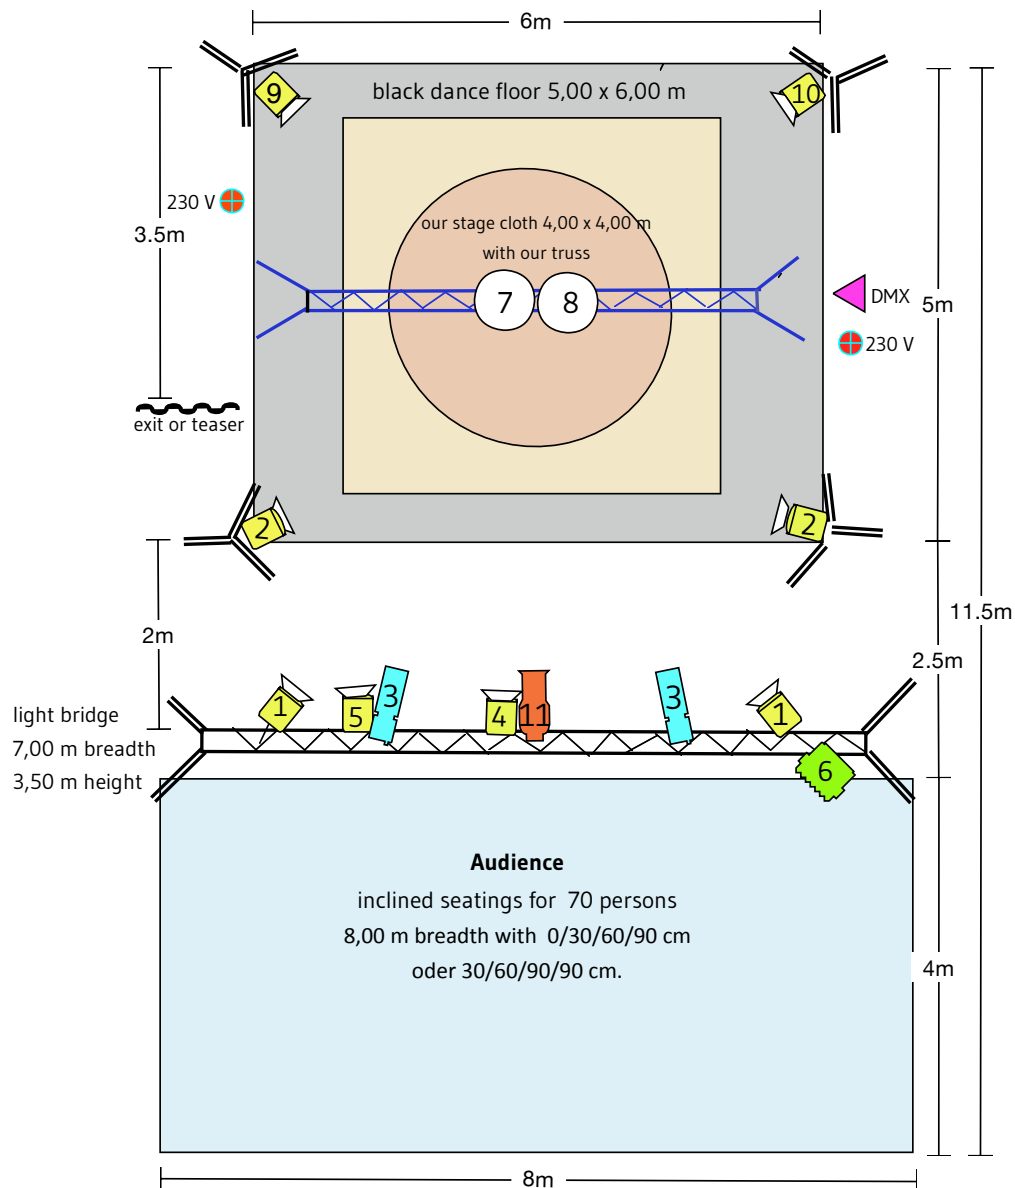 6m
9
10
black dance floor 5,00 x 6,00 m
230 V
3.5m
our stage cloth 4,00 x 4,00 m
with our truss
7
8
DMX
5m
230 V
exit or teaser
2
2
11.5m
2m
2.5m
1
5
3
4
11
3
1
light bridge
7,00 m breadth
3,50 m height
6
Audience
inclined seatings for 70 persons
8,00 m breadth with 0/30/60/90 cm
oder 30/60/90/90 cm.
4m
8m